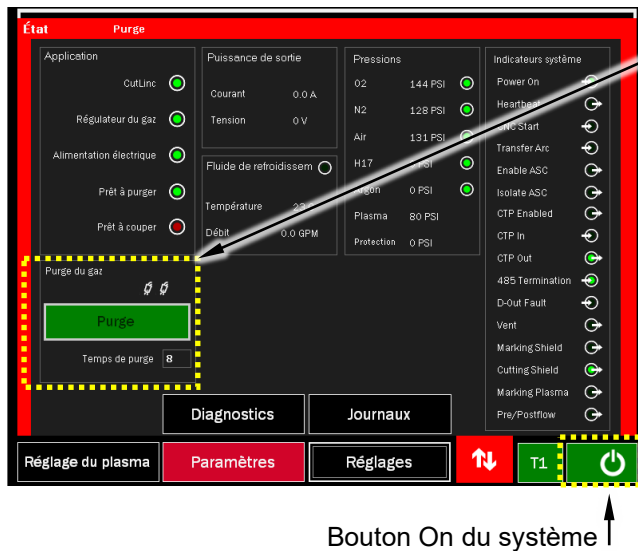 État Purge
Application
CutLinc
Régulateur du gaz
Alimentation électrique
Prêt à purger
Prêt à couper
Puissance de sortie
Courant 0.0 A
Tension 0 V
Fluide de refroidissem
Température
Débit 0.0 GPM
Pressions
O2 144 PSI
N2 128 PSI
Air 131 PSI
H17 PSI
Argon 0 PSI
Plasma 80 PSI
Protection 0 PSI
Indicateurs système
Power On
Heartbeat
CNC Start
Transfer Arc
Enable ASC
Isolate ASC
CTP Enabled
CTP In
CTP Out
485 Termination
D-Out Fault
Vent
Marking Shield
Cutting Shield
Marking Plasma
Pre/Postflow
Purge du gaz
Purge
Temps de purge 8
Diagnostics Journaux
Réglage du plasma Paramètres Réglages T1
Bouton On du système